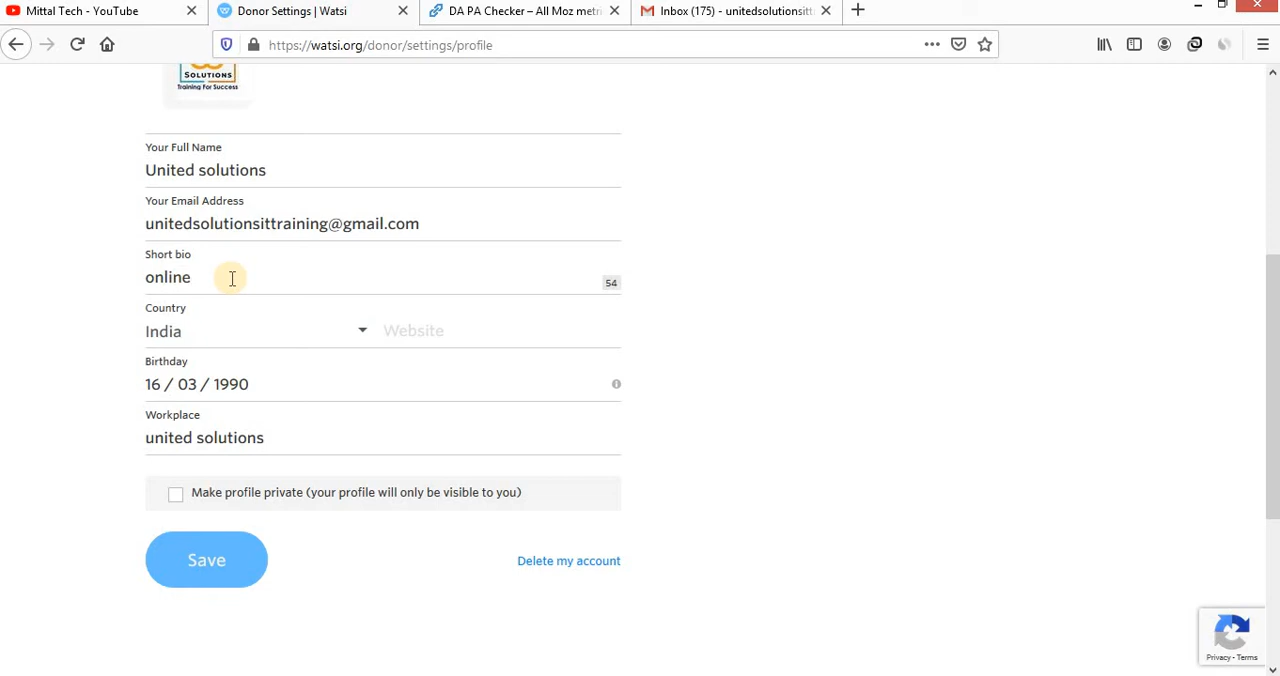 Mittal Tech - YouTube
Donor Settings | Watsi
DA PA Checker – All Moz metri
Inbox (175) - unitedsolutionsitt
https://watsi.org/donor/settings/profile
SOLUTIONS
Training For Success
Your Full Name
United solutions
Your Email Address
unitedsolutionsittraining@gmail.com
Short bio
online
54
Country
India
Website
Birthday
16 / 03 / 1990
Workplace
united solutions
Make profile private (your profile will only be visible to you)
Save
Delete my account
Privacy - Terms